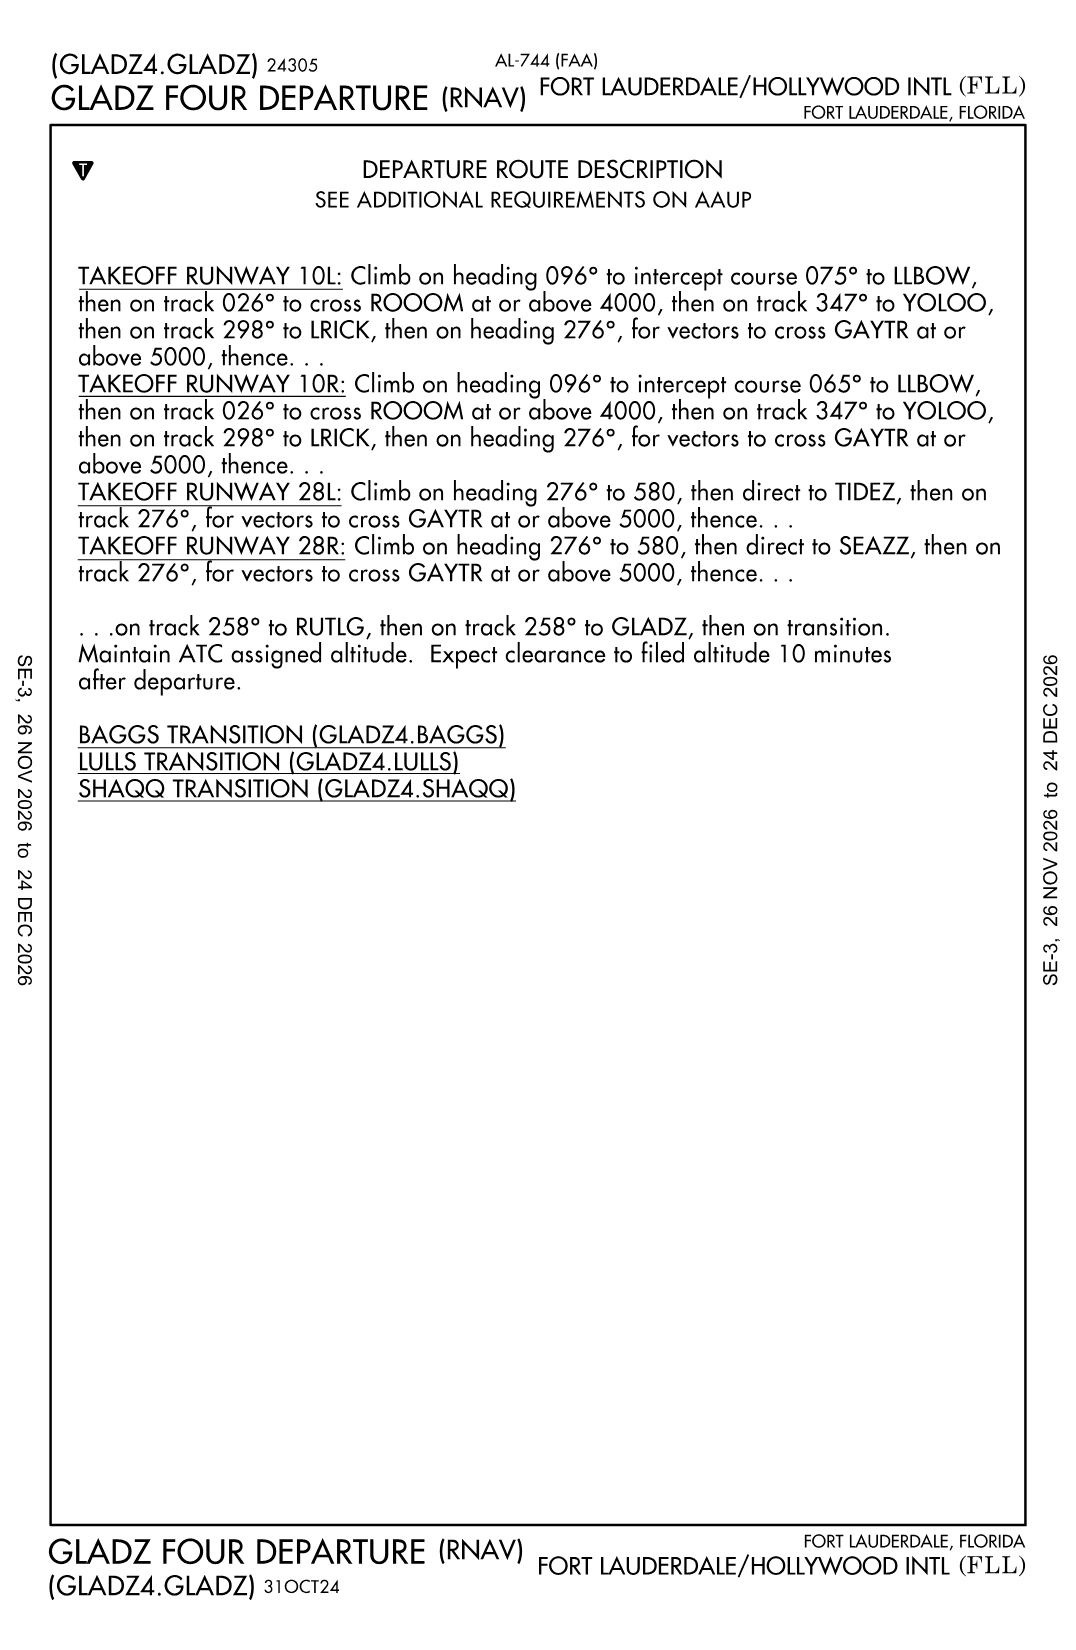 (GLADZ4.GLADZ) 24305
AL-744 (FAA)
GLADZ FOUR DEPARTURE (RNAV)
FORT LAUDERDALE/HOLLYWOOD INTL (FLL)
FORT LAUDERDALE, FLORIDA
T
DEPARTURE ROUTE DESCRIPTION
SEE ADDITIONAL REQUIREMENTS ON AAUP
TAKEOFF RUNWAY 10L: Climb on heading 096° to intercept course 075° to LLBOW,
then on track 026° to cross ROOOM at or above 4000, then on track 347° to YOLOO,
then on track 298° to LRICK, then on heading 276°, for vectors to cross GAYTR at or
above 5000, thence. . .
TAKEOFF RUNWAY 10R: Climb on heading 096° to intercept course 065° to LLBOW,
then on track 026° to cross ROOOM at or above 4000, then on track 347° to YOLOO,
then on track 298° to LRICK, then on heading 276°, for vectors to cross GAYTR at or
above 5000, thence. . .
TAKEOFF RUNWAY 28L: Climb on heading 276° to 580, then direct to TIDEZ, then on
track 276°, for vectors to cross GAYTR at or above 5000, thence. . .
TAKEOFF RUNWAY 28R: Climb on heading 276° to 580, then direct to SEAZZ, then on
track 276°, for vectors to cross GAYTR at or above 5000, thence. . .
. . .on track 258° to RUTLG, then on track 258° to GLADZ, then on transition.
Maintain ATC assigned altitude.  Expect clearance to filed altitude 10 minutes
after departure.
BAGGS TRANSITION (GLADZ4.BAGGS)
LULLS TRANSITION (GLADZ4.LULLS)
SHAQQ TRANSITION (GLADZ4.SHAQQ)
SE-3, 26 NOV 2026 to 24 DEC 2026
SE-3, 26 NOV 2026 to 24 DEC 2026
GLADZ FOUR DEPARTURE (RNAV)
(GLADZ4.GLADZ) 31OCT24
FORT LAUDERDALE, FLORIDA
FORT LAUDERDALE/HOLLYWOOD INTL (FLL)